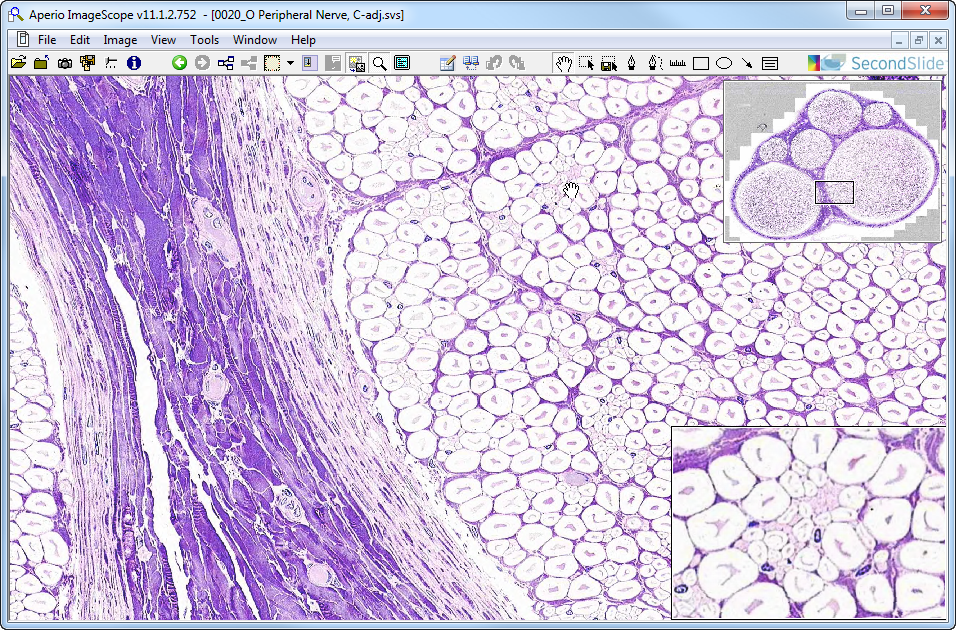 Aperio ImageScope v11.1.2.752 - [0020_O Peripheral Nerve, C-adj.svs]
File Edit Image View Tools Window Help
SecondSlide